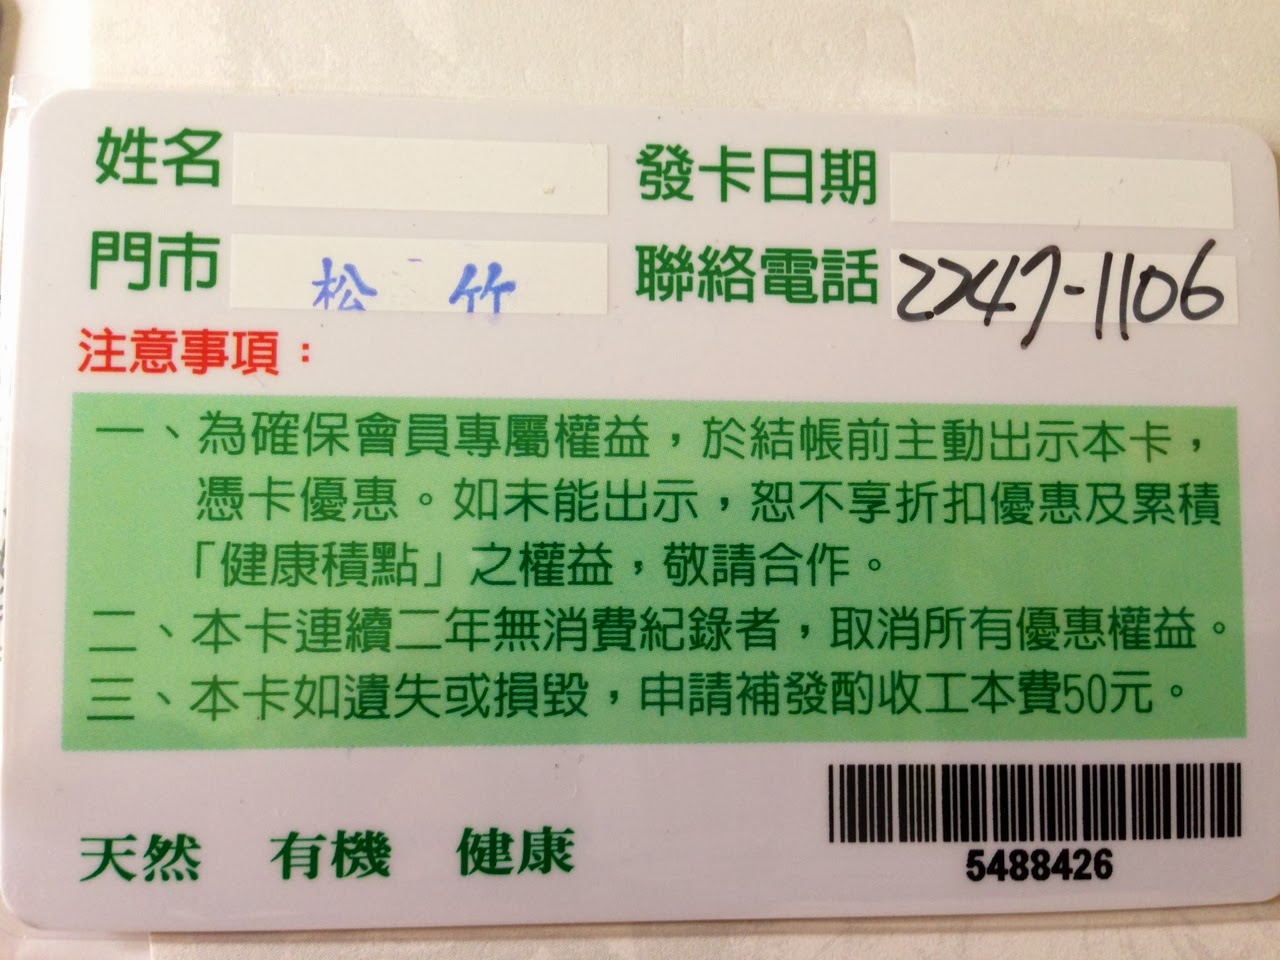 姓名 發卡日期
門市 松竹 聯絡電話 2247-1106
注意事項：
一、為確保會員專屬權益，於結帳前主動出示本卡，
憑卡優惠。如未能出示，恕不享折扣優惠及累積
「健康積點」之權益，敬請合作。
二、本卡連續二年無消費紀錄者，取消所有優惠權益。
三、本卡如遺失或損毀，申請補發酌收工本費50元。
天然 有機 健康
5488426